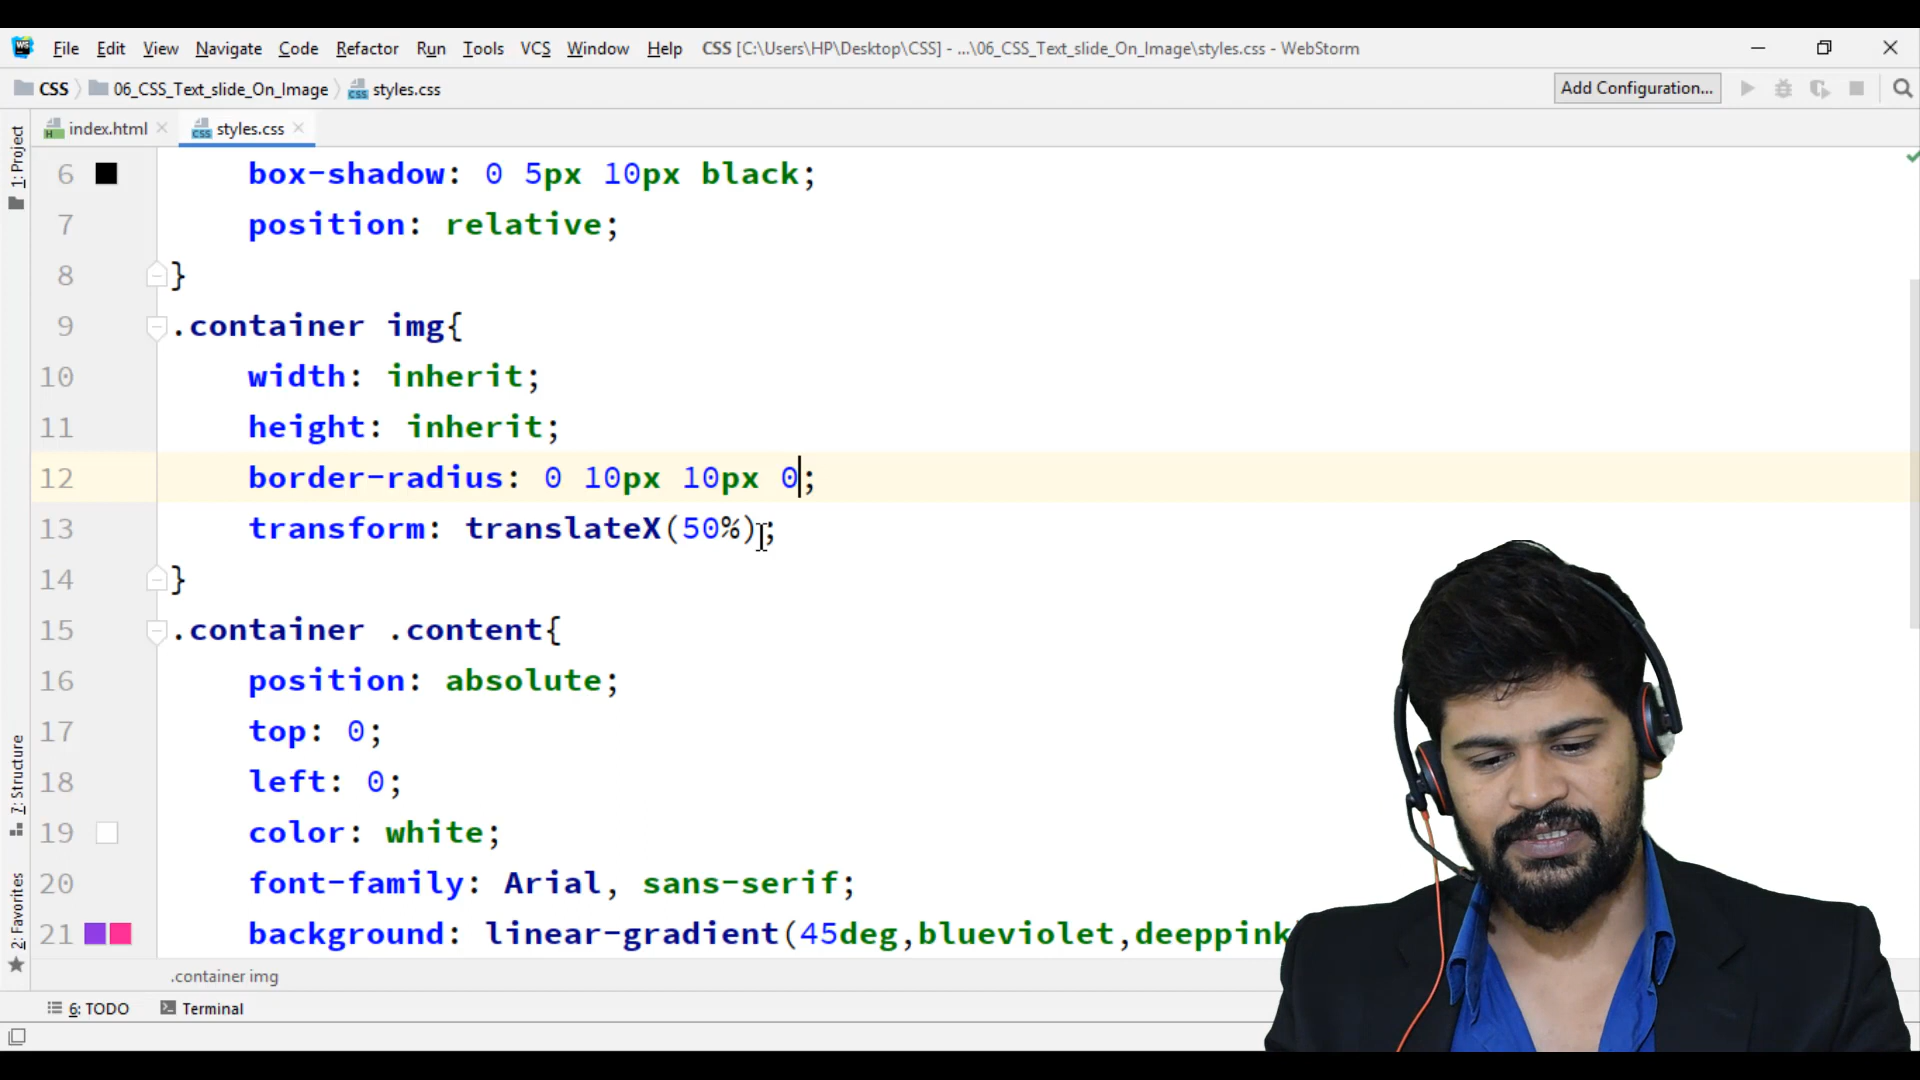 File Edit View Navigate Code Refactor Run Tools VCS Window Help CSS [C:\Users\HP\Desktop\CSS] - ...\06_CSS_Text_slide_On_Image\styles.css - WebStorm
CSS 06_CSS_Text_slide_On_Image styles.css Add Configuration...
index.html styles.css
1: Project
7: Structure
2: Favorites
6 box-shadow: 0 5px 10px black;
7 position: relative;
8 }
9 .container img{
10 width: inherit;
11 height: inherit;
12 border-radius: 0 10px 10px 0;
13 transform: translateX(50%);
14 }
15 .container .content{
16 position: absolute;
17 top: 0;
18 left: 0;
19 color: white;
20 font-family: Arial, sans-serif;
21 background: linear-gradient(45deg,blueviolet,deeppink
.container img
6: TODO Terminal